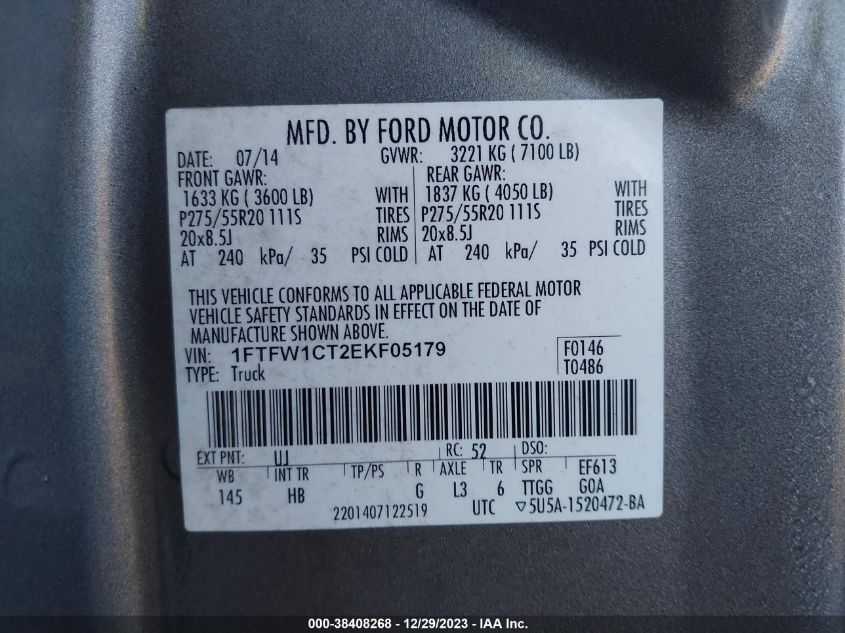 MFD. BY FORD MOTOR CO.
DATE: 07/14 GVWR: 3221 KG ( 7100 LB)
FRONT GAWR: REAR GAWR:
1633 KG ( 3600 LB) WITH 1837 KG ( 4050 LB) WITH
P275/55R20 111S TIRES P275/55R20 111S TIRES
20x8.5J RIMS 20x8.5J RIMS
AT 240 kPa/ 35 PSI COLD AT 240 kPa/ 35 PSI COLD
THIS VEHICLE CONFORMS TO ALL APPLICABLE FEDERAL MOTOR
VEHICLE SAFETY STANDARDS IN EFFECT ON THE DATE OF
MANUFACTURE SHOWN ABOVE.
VIN: 1FTFW1CT2EKF05179 F0146
TYPE: Truck T0486
EXT PNT: UJ RC: 52 DSO:
WB INT TR TP/PS R AXLE TR SPR EF613
145 HB G L3 6 TTGG G0A
2201407122519 UTC ▽5U5A-1520472-BA
000-38408268 - 12/29/2023 - IAA Inc.